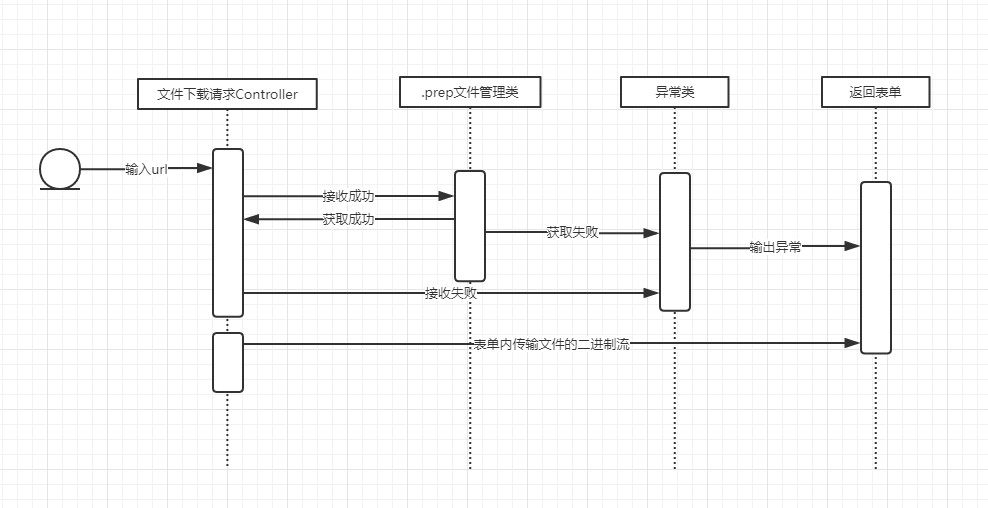 文件下载请求Controller
.prep文件管理类
异常类
返回表单
输入url
接收成功
获取成功
获取失败
输出异常
接收失败
表单内传输文件的二进制流